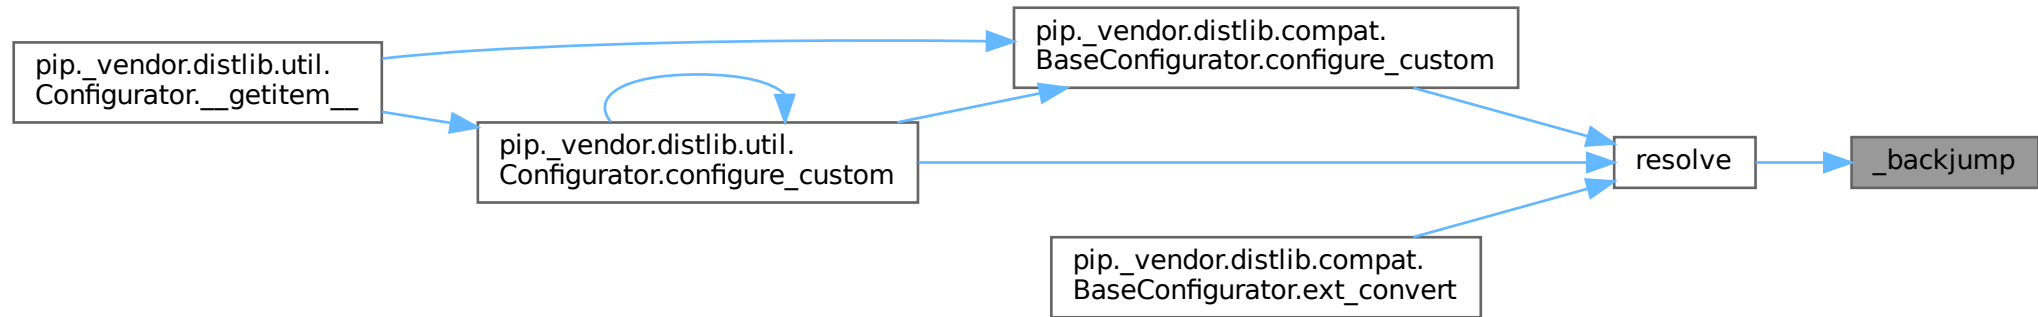 pip._vendor.distlib.util.
Configurator.__getitem__
pip._vendor.distlib.util.
Configurator.configure_custom
pip._vendor.distlib.compat.
BaseConfigurator.configure_custom
pip._vendor.distlib.compat.
BaseConfigurator.ext_convert
resolve
_backjump